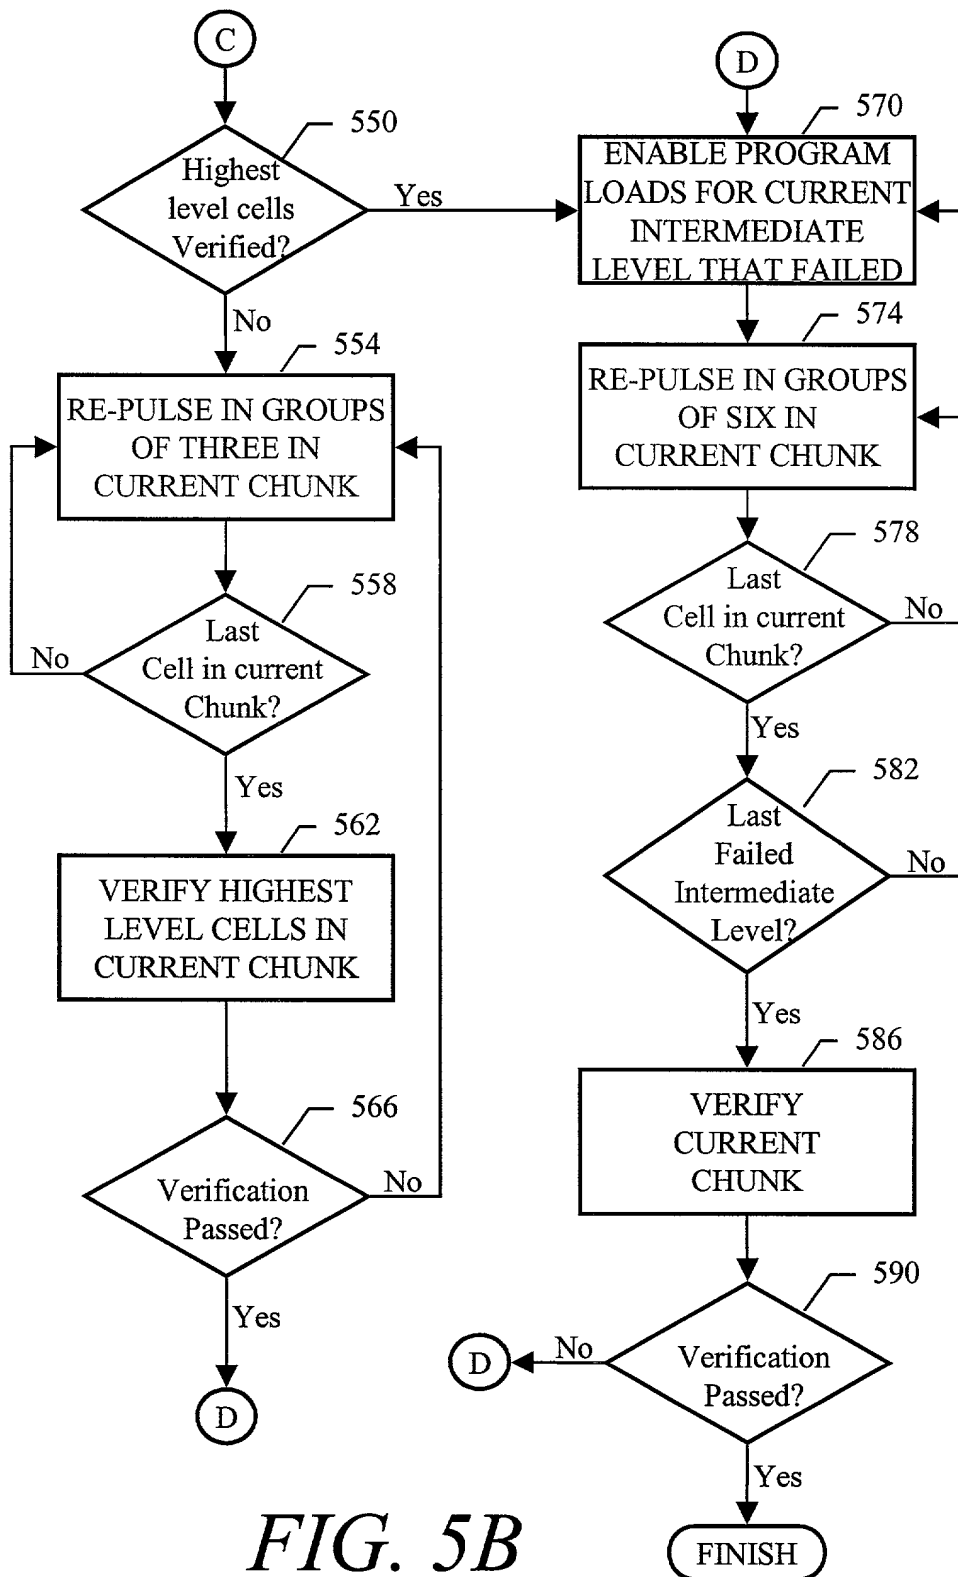 C
550
Highest
level cells
Verified?
Yes
No
554
RE-PULSE IN GROUPS
OF THREE IN
CURRENT CHUNK
558
Last
Cell in current
Chunk?
No
Yes
562
VERIFY HIGHEST
LEVEL CELLS IN
CURRENT CHUNK
566
Verification
Passed?
No
Yes
D
D
570
ENABLE PROGRAM
LOADS FOR CURRENT
INTERMEDIATE
LEVEL THAT FAILED
574
RE-PULSE IN GROUPS
OF SIX IN
CURRENT CHUNK
578
Last
Cell in current
Chunk?
No
Yes
582
Last
Failed
Intermediate
Level?
No
Yes
586
VERIFY
CURRENT
CHUNK
590
Verification
Passed?
No
D
Yes
FINISH
FIG. 5B